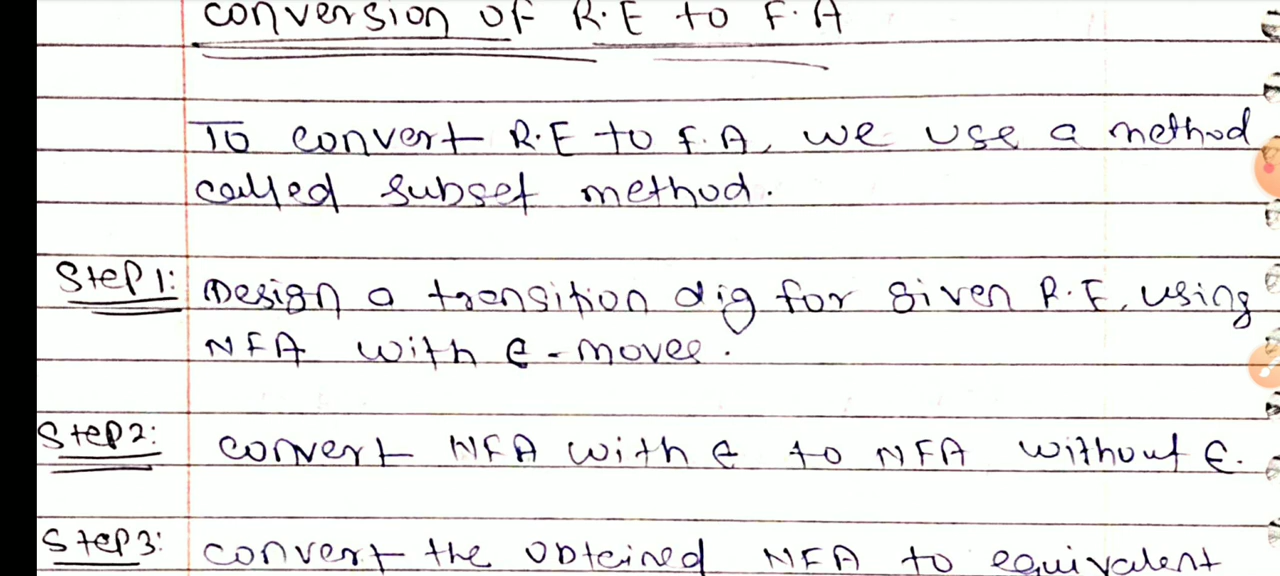 conversion of R.E to F.A
To convert R.E to F.A, we use a method
called subset method.
Step 1: Design a transition dig for given R.E, using
NFA with ε-moves.
Step 2: convert NFA with ε to NFA without ε.
Step 3: convert the obtained NFA to equivalent